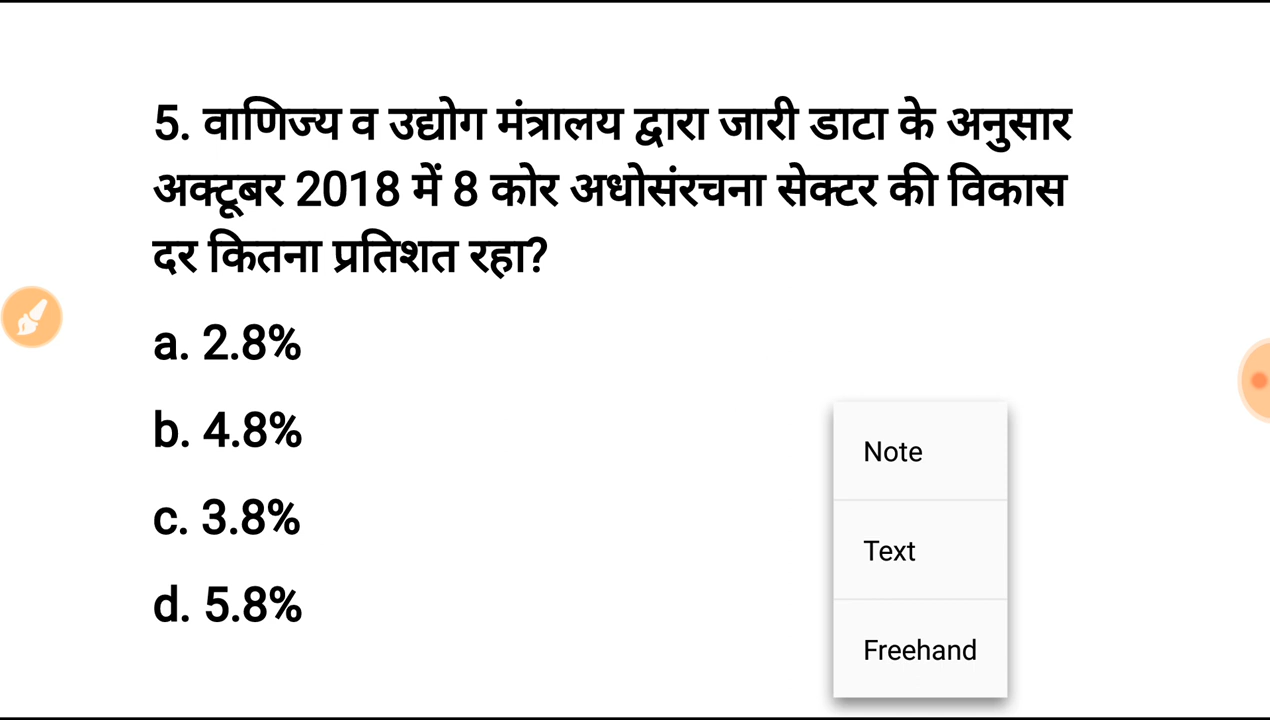 5. वाणिज्य व उद्योग मंत्रालय द्वारा जारी डाटा के अनुसार
अक्टूबर 2018 में 8 कोर अधोसंरचना सेक्टर की विकास
दर कितना प्रतिशत रहा?
a. 2.8%
b. 4.8%
c. 3.8%
d. 5.8%
Note
Text
Freehand